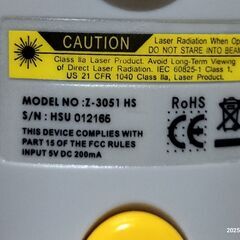 CAUTION
Laser Radiation When Op
DO NOT STARE INTO BEAM
Class IIa Laser Product. Avoid Long-Term Viewing
of Direct Laser Radiation. IEC 60825-1 Class 1,
US 21 CFR 1040 Class IIa, Laser Product.
MODEL NO :Z-3051 HS
S/N : HSU 012166
THIS DEVICE COMPLIES WITH
PART 15 OF THE FCC RULES
INPUT 5V DC 200mA
RoHS
CE
2025